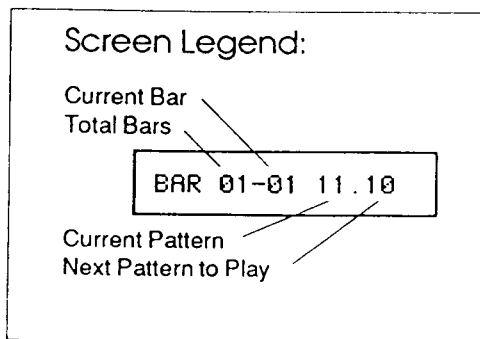 Screen Legend:
Current Bar
Total Bars
BAR 01-01 11.10
Current Pattern
Next Pattern to Play